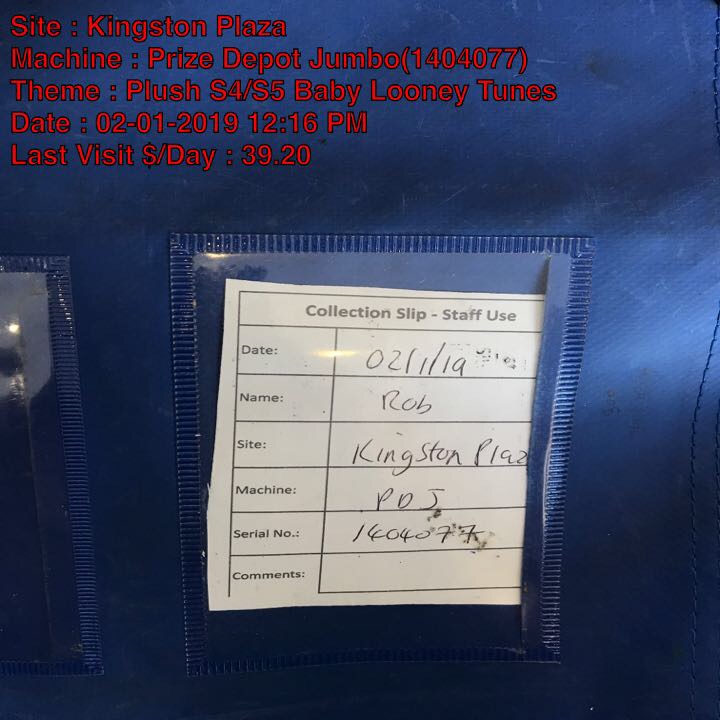 Site : Kingston Plaza
Machine : Prize Depot Jumbo(1404077)
Theme : Plush S4/S5 Baby Looney Tunes
Date : 02-01-2019 12:16 PM
Last Visit $/Day : 39.20
Collection Slip - Staff Use
Date: 02/1/19
Name: Rob
Site: Kingston Plaz
Machine: PDJ
Serial No.: 1404077
Comments: